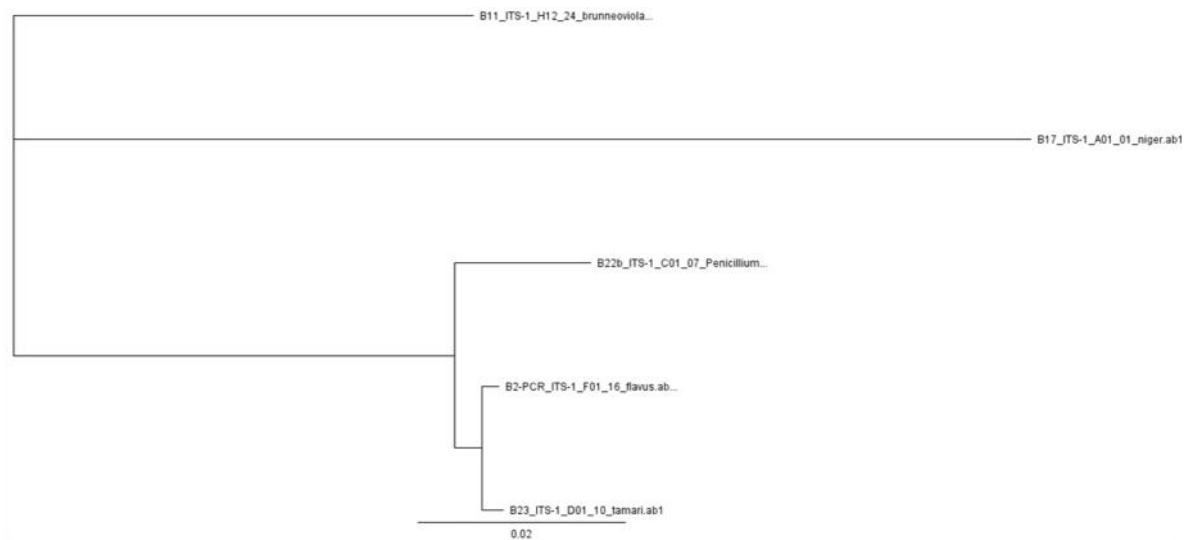 B11_ITS-1_H12_24_brunneoviola...
B17_ITS-1_A01_01_niger.ab1
B22b_ITS-1_C01_07_Penicillium...
B2-PCR_ITS-1_F01_16_flavus.ab...
B23_ITS-1_D01_10_tamari.ab1
0.02